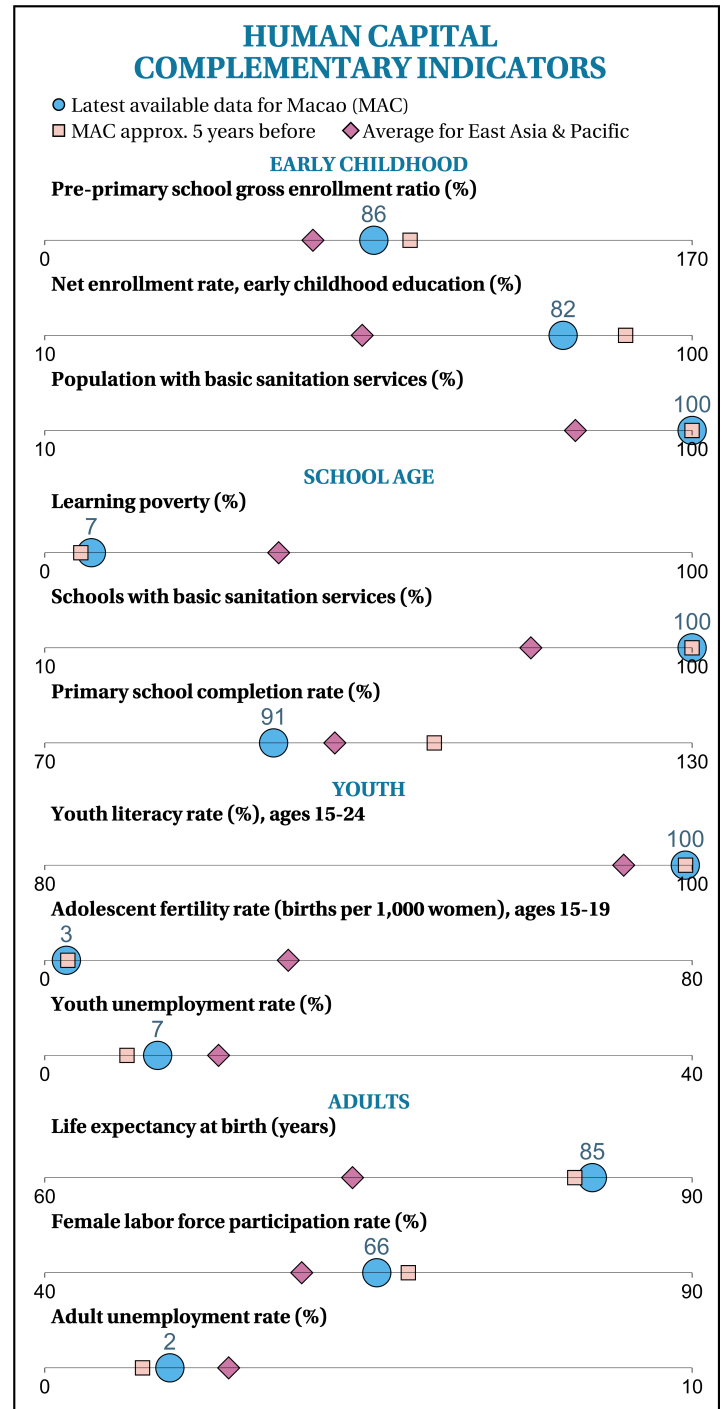 HUMAN CAPITAL
COMPLEMENTARY INDICATORS
Latest available data for Macao (MAC)
MAC approx. 5 years before Average for East Asia & Pacific
EARLY CHILDHOOD
Pre-primary school gross enrollment ratio (%)
86
0 170
Net enrollment rate, early childhood education (%)
82
10 100
Population with basic sanitation services (%)
100
10 100
SCHOOL AGE
Learning poverty (%)
7
0 100
Schools with basic sanitation services (%)
100
10 100
Primary school completion rate (%)
91
70 130
YOUTH
Youth literacy rate (%), ages 15-24
100
80 100
Adolescent fertility rate (births per 1,000 women), ages 15-19
3
0 80
Youth unemployment rate (%)
7
0 40
ADULTS
Life expectancy at birth (years)
85
60 90
Female labor force participation rate (%)
66
40 90
Adult unemployment rate (%)
2
0 10